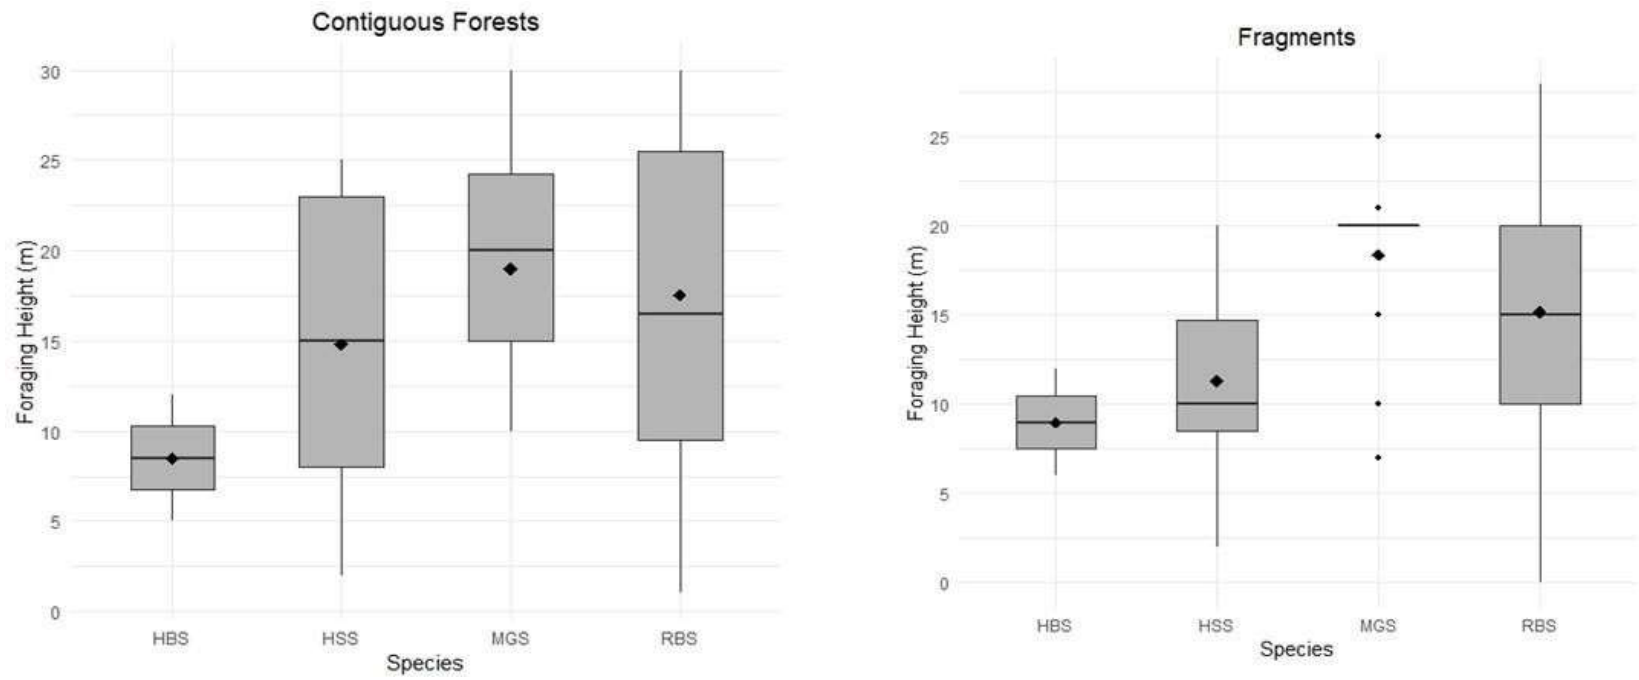 Contiguous Forests
Foraging Height (m)
30
25
20
15
10
5
0
HBS HSS MGS RBS
Species
Fragments
Foraging Height (m)
25
20
15
10
5
0
HBS HSS MGS RBS
Species